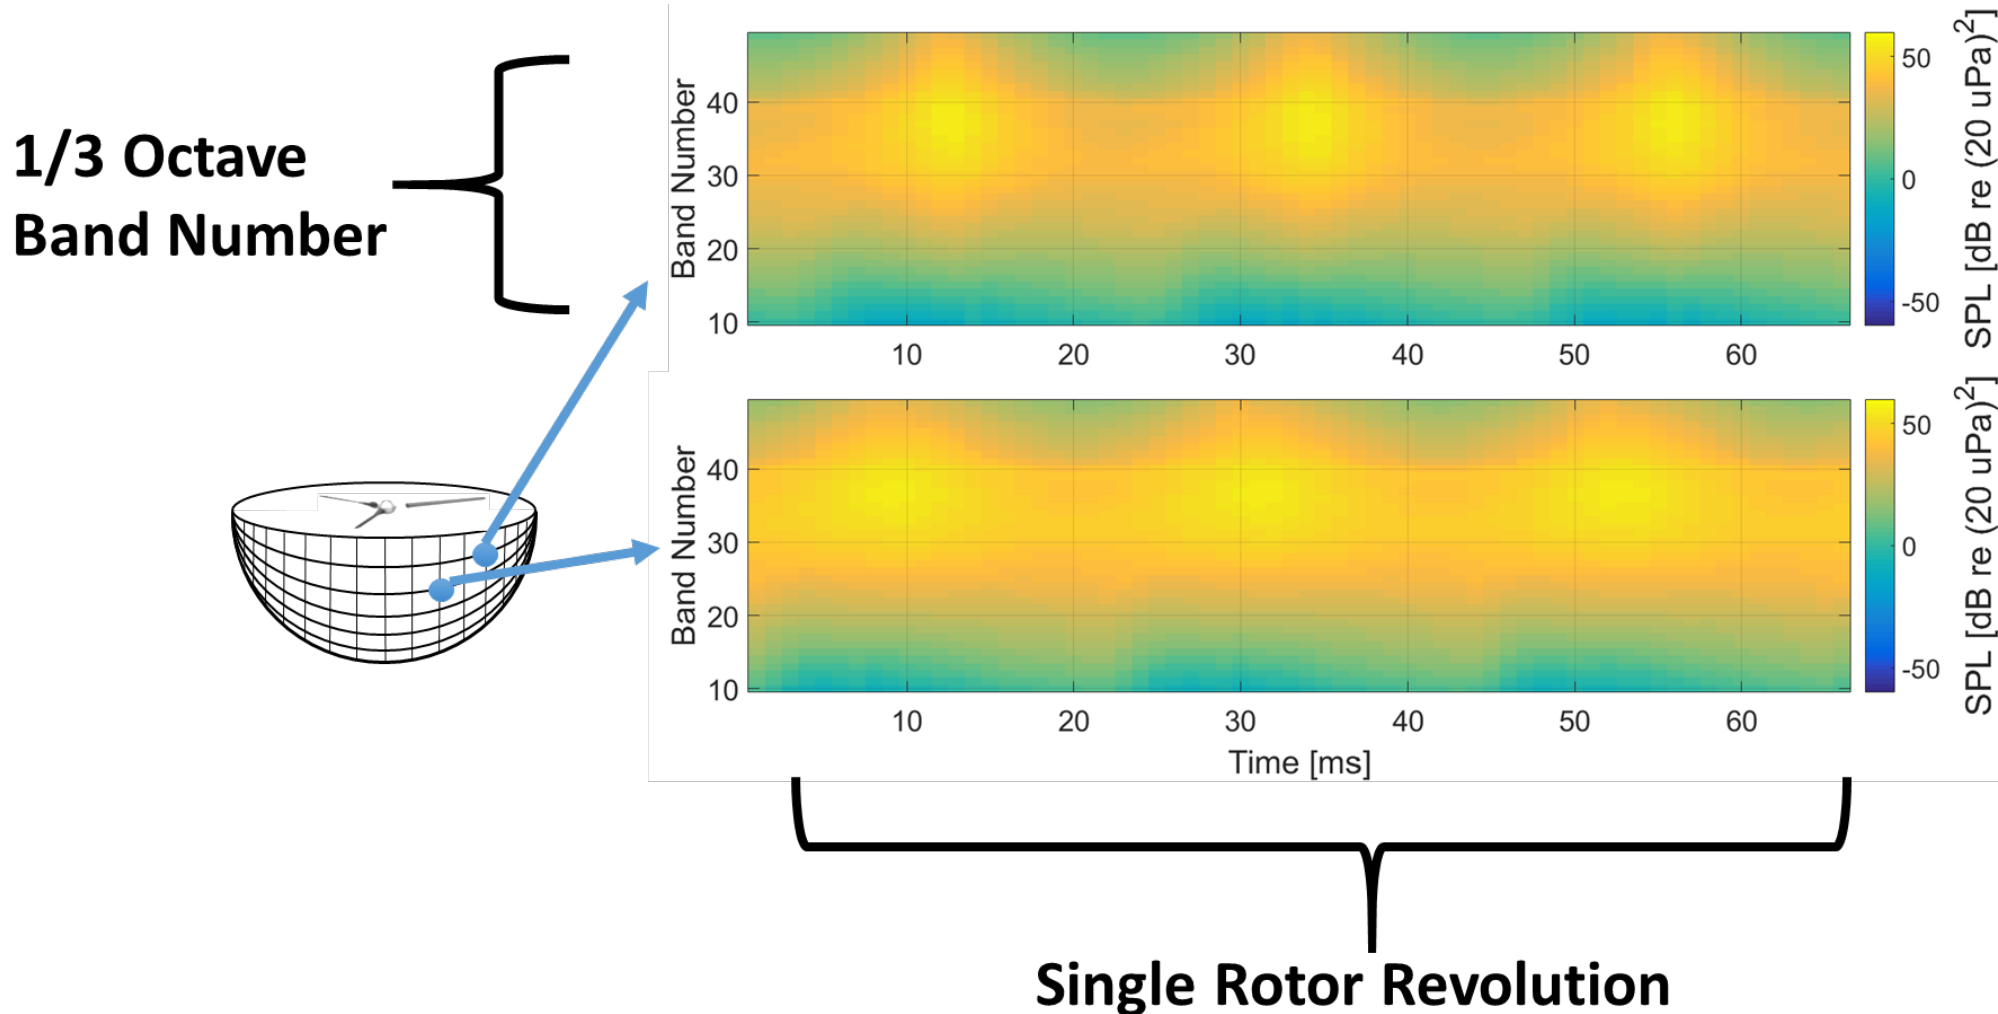 1/3 Octave
Band Number
Band Number
40
30
20
10
10 20 30 40 50 60
50
0
-50
SPL [dB re (20 uPa)²]
Band Number
40
30
20
10
10 20 30 40 50 60
Time [ms]
50
0
-50
SPL [dB re (20 uPa)²]
Single Rotor Revolution